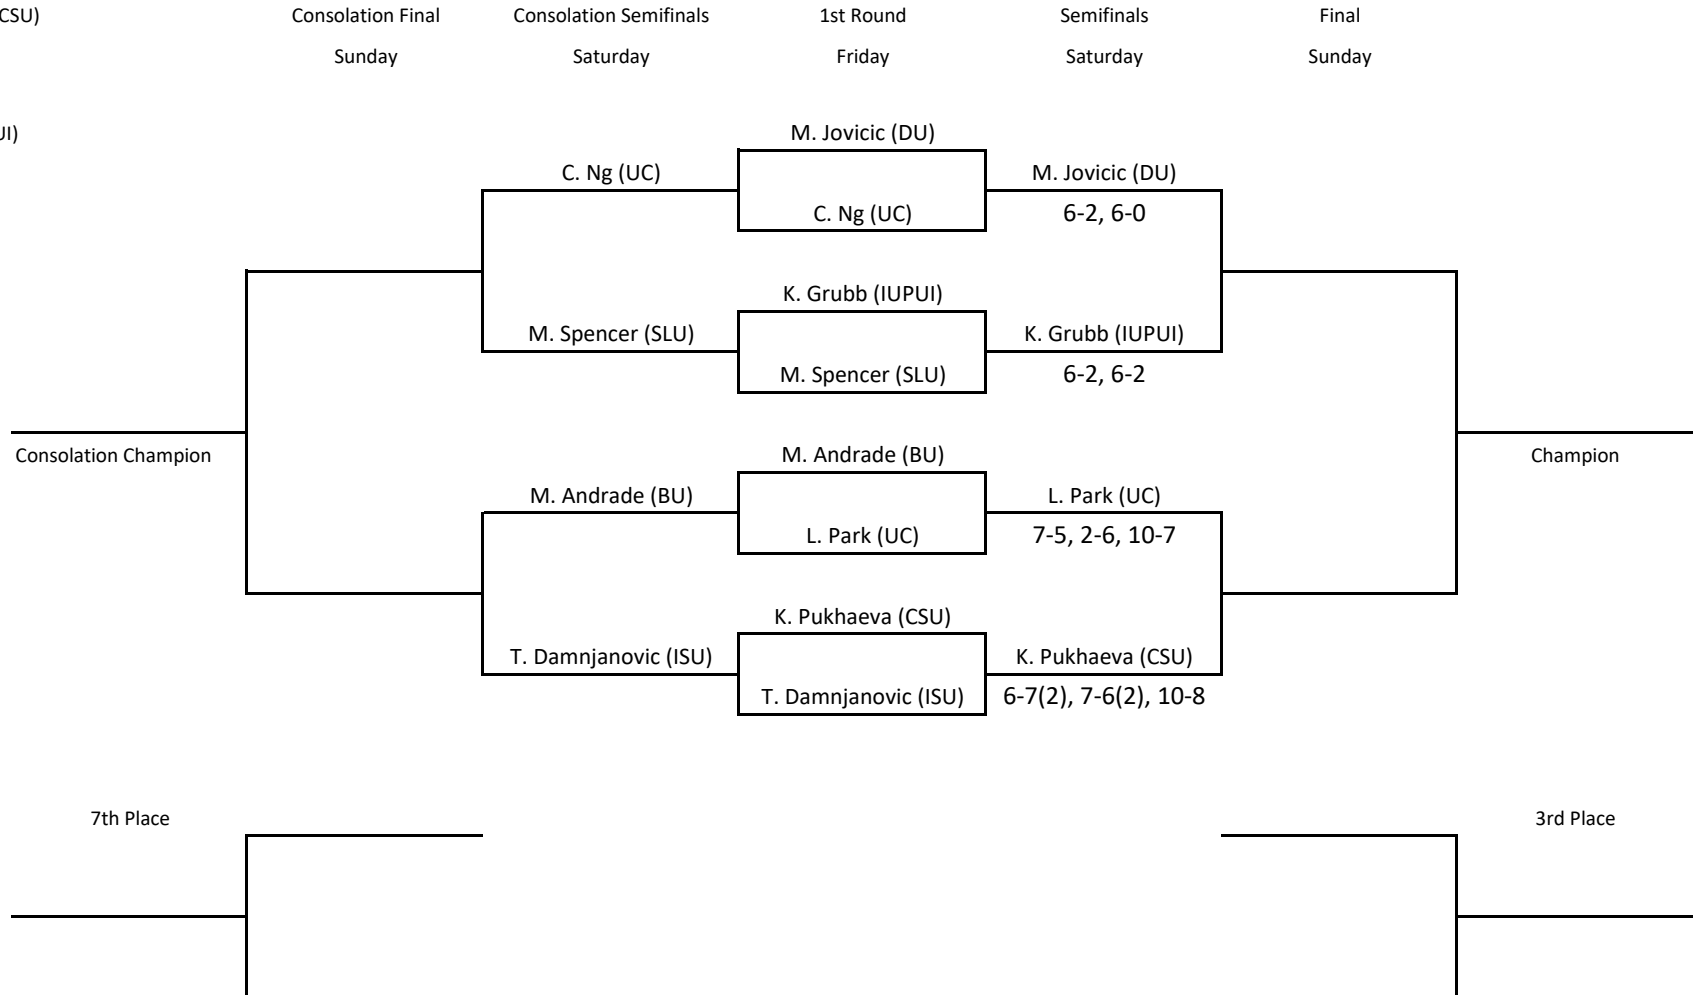 CSU)
Consolation Final
Consolation Semifinals
1st Round
Semifinals
Final
Sunday
Saturday
Friday
Saturday
Sunday
UI)
M. Jovicic (DU)
C. Ng (UC)
M. Jovicic (DU)
C. Ng (UC)
6-2, 6-0
K. Grubb (IUPUI)
M. Spencer (SLU)
K. Grubb (IUPUI)
M. Spencer (SLU)
6-2, 6-2
Consolation Champion
M. Andrade (BU)
Champion
M. Andrade (BU)
L. Park (UC)
L. Park (UC)
7-5, 2-6, 10-7
K. Pukhaeva (CSU)
T. Damnjanovic (ISU)
K. Pukhaeva (CSU)
T. Damnjanovic (ISU)
6-7(2), 7-6(2), 10-8
7th Place
3rd Place